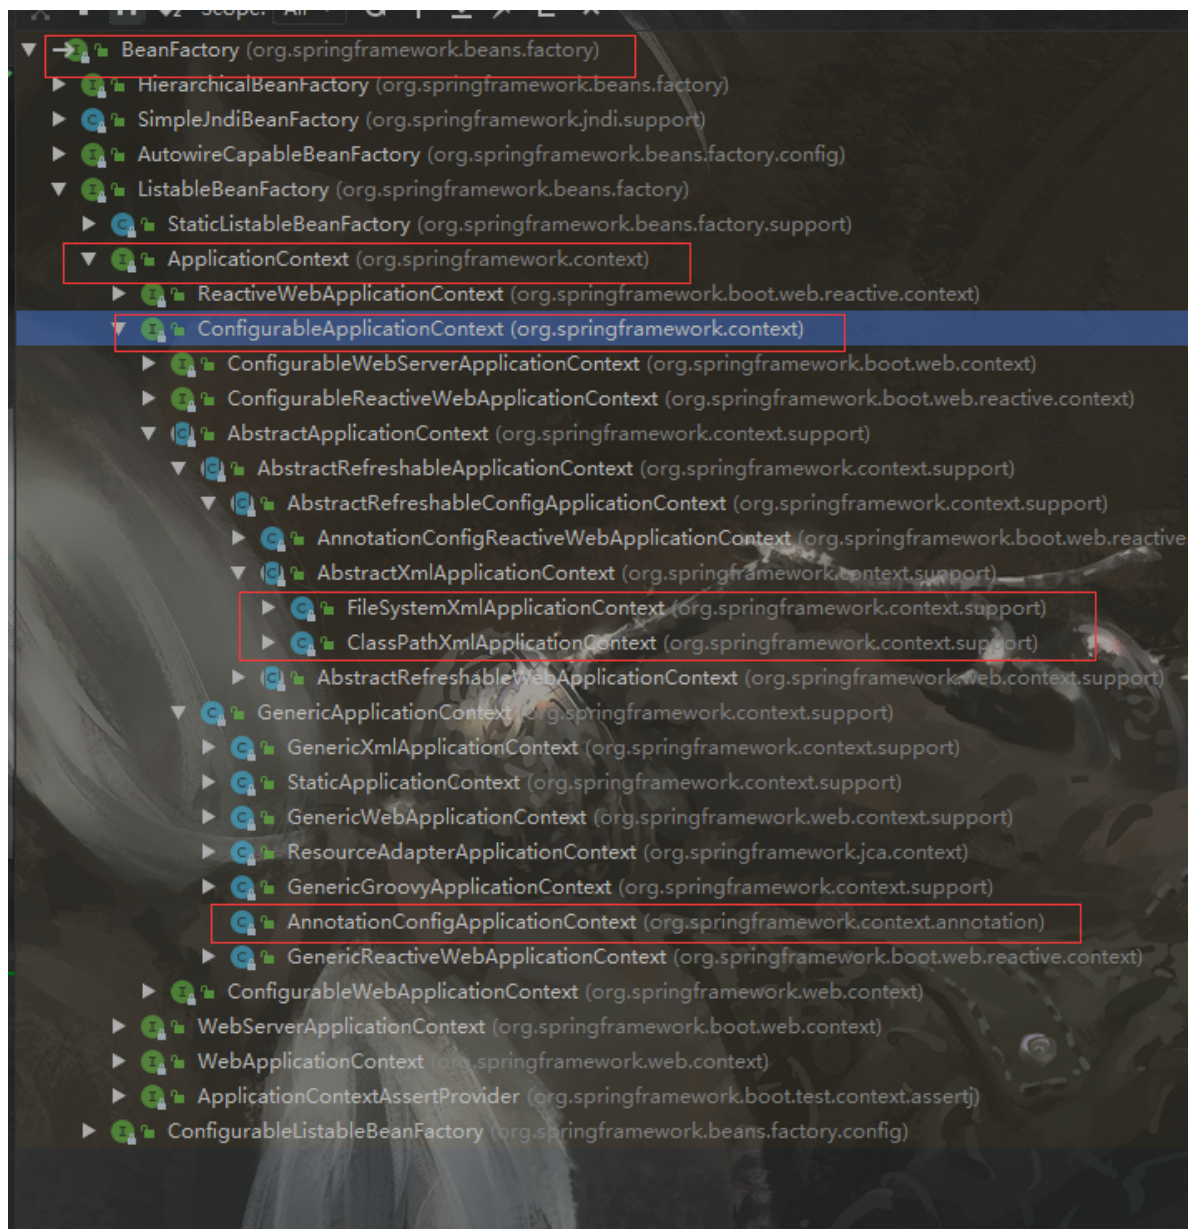 Scope: All
BeanFactory (org.springframework.beans.factory)
HierarchicalBeanFactory (org.springframework.beans.factory)
SimpleJndiBeanFactory (org.springframework.jndi.support)
AutowireCapableBeanFactory (org.springframework.beans.factory.config)
ListableBeanFactory (org.springframework.beans.factory)
StaticListableBeanFactory (org.springframework.beans.factory.support)
ApplicationContext (org.springframework.context)
ReactiveWebApplicationContext (org.springframework.boot.web.reactive.context)
ConfigurableApplicationContext (org.springframework.context)
ConfigurableWebServerApplicationContext (org.springframework.boot.web.context)
ConfigurableReactiveWebApplicationContext (org.springframework.boot.web.reactive.context)
AbstractApplicationContext (org.springframework.context.support)
AbstractRefreshableApplicationContext (org.springframework.context.support)
AbstractRefreshableConfigApplicationContext (org.springframework.context.support)
AnnotationConfigReactiveWebApplicationContext (org.springframework.boot.web.reactive
AbstractXmlApplicationContext (org.springframework.context.support)
FileSystemXmlApplicationContext (org.springframework.context.support)
ClassPathXmlApplicationContext (org.springframework.context.support)
AbstractRefreshableWebApplicationContext (org.springframework.web.context.support)
GenericApplicationContext (org.springframework.context.support)
GenericXmlApplicationContext (org.springframework.context.support)
StaticApplicationContext (org.springframework.context.support)
GenericWebApplicationContext (org.springframework.web.context.support)
ResourceAdapterApplicationContext (org.springframework.jca.context)
GenericGroovyApplicationContext (org.springframework.context.support)
AnnotationConfigApplicationContext (org.springframework.context.annotation)
GenericReactiveWebApplicationContext (org.springframework.boot.web.reactive.context)
ConfigurableWebApplicationContext (org.springframework.web.context)
WebServerApplicationContext (org.springframework.boot.web.context)
WebApplicationContext (org.springframework.web.context)
ApplicationContextAssertProvider (org.springframework.boot.test.context.assertj)
ConfigurableListableBeanFactory (org.springframework.beans.factory.config)